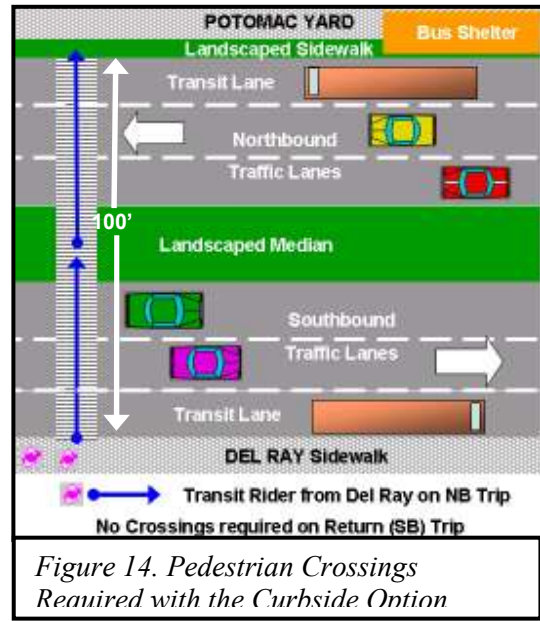 POTOMAC YARD
Bus Shelter
Landscaped Sidewalk
Transit Lane
Northbound
Traffic Lanes
100'
Landscaped Median
Southbound
Traffic Lanes
Transit Lane
DEL RAY Sidewalk
Transit Rider from Del Ray on NB Trip
No Crossings required on Return (SB) Trip
Figure 14. Pedestrian Crossings
Required with the Curbside Option